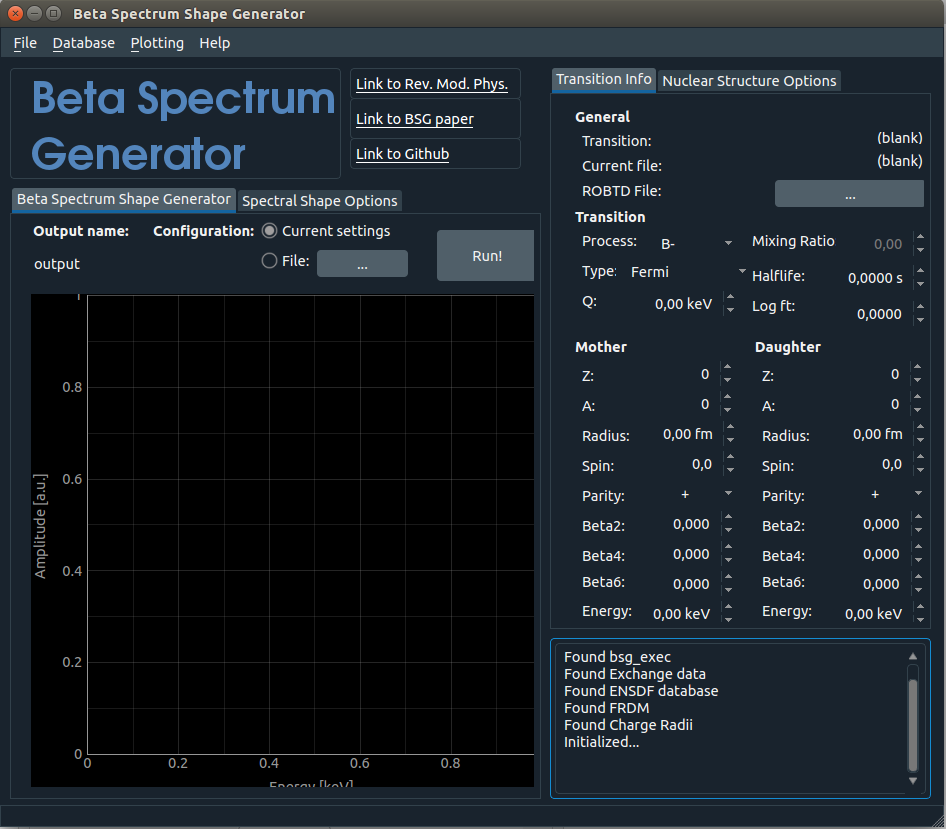 Beta Spectrum Shape Generator
File Database Plotting Help
Beta Spectrum
Generator
Link to Rev. Mod. Phys.
Link to BSG paper
Link to Github
Beta Spectrum Shape Generator Spectral Shape Options
Output name: Configuration: Current settings
output
File: ...
Run!
1
0.8
0.6
0.4
0.2
0
0 0.2 0.4 0.6 0.8
Amplitude [a.u.]
Energy [keV]
Transition Info Nuclear Structure Options
General
Transition: (blank)
Current file: (blank)
ROBTD File: ...
Transition
Process: B- Mixing Ratio 0,00
Type: Fermi Halflife: 0,0000 s
Q: 0,00 keV Log ft: 0,0000
Mother Daughter
Z: 0 Z: 0
A: 0 A: 0
Radius: 0,00 fm Radius: 0,00 fm
Spin: 0,0 Spin: 0,0
Parity: + Parity: +
Beta2: 0,000 Beta2: 0,000
Beta4: 0,000 Beta4: 0,000
Beta6: 0,000 Beta6: 0,000
Energy: 0,00 keV Energy: 0,00 keV
Found bsg_exec
Found Exchange data
Found ENSDF database
Found FRDM
Found Charge Radii
Initialized...